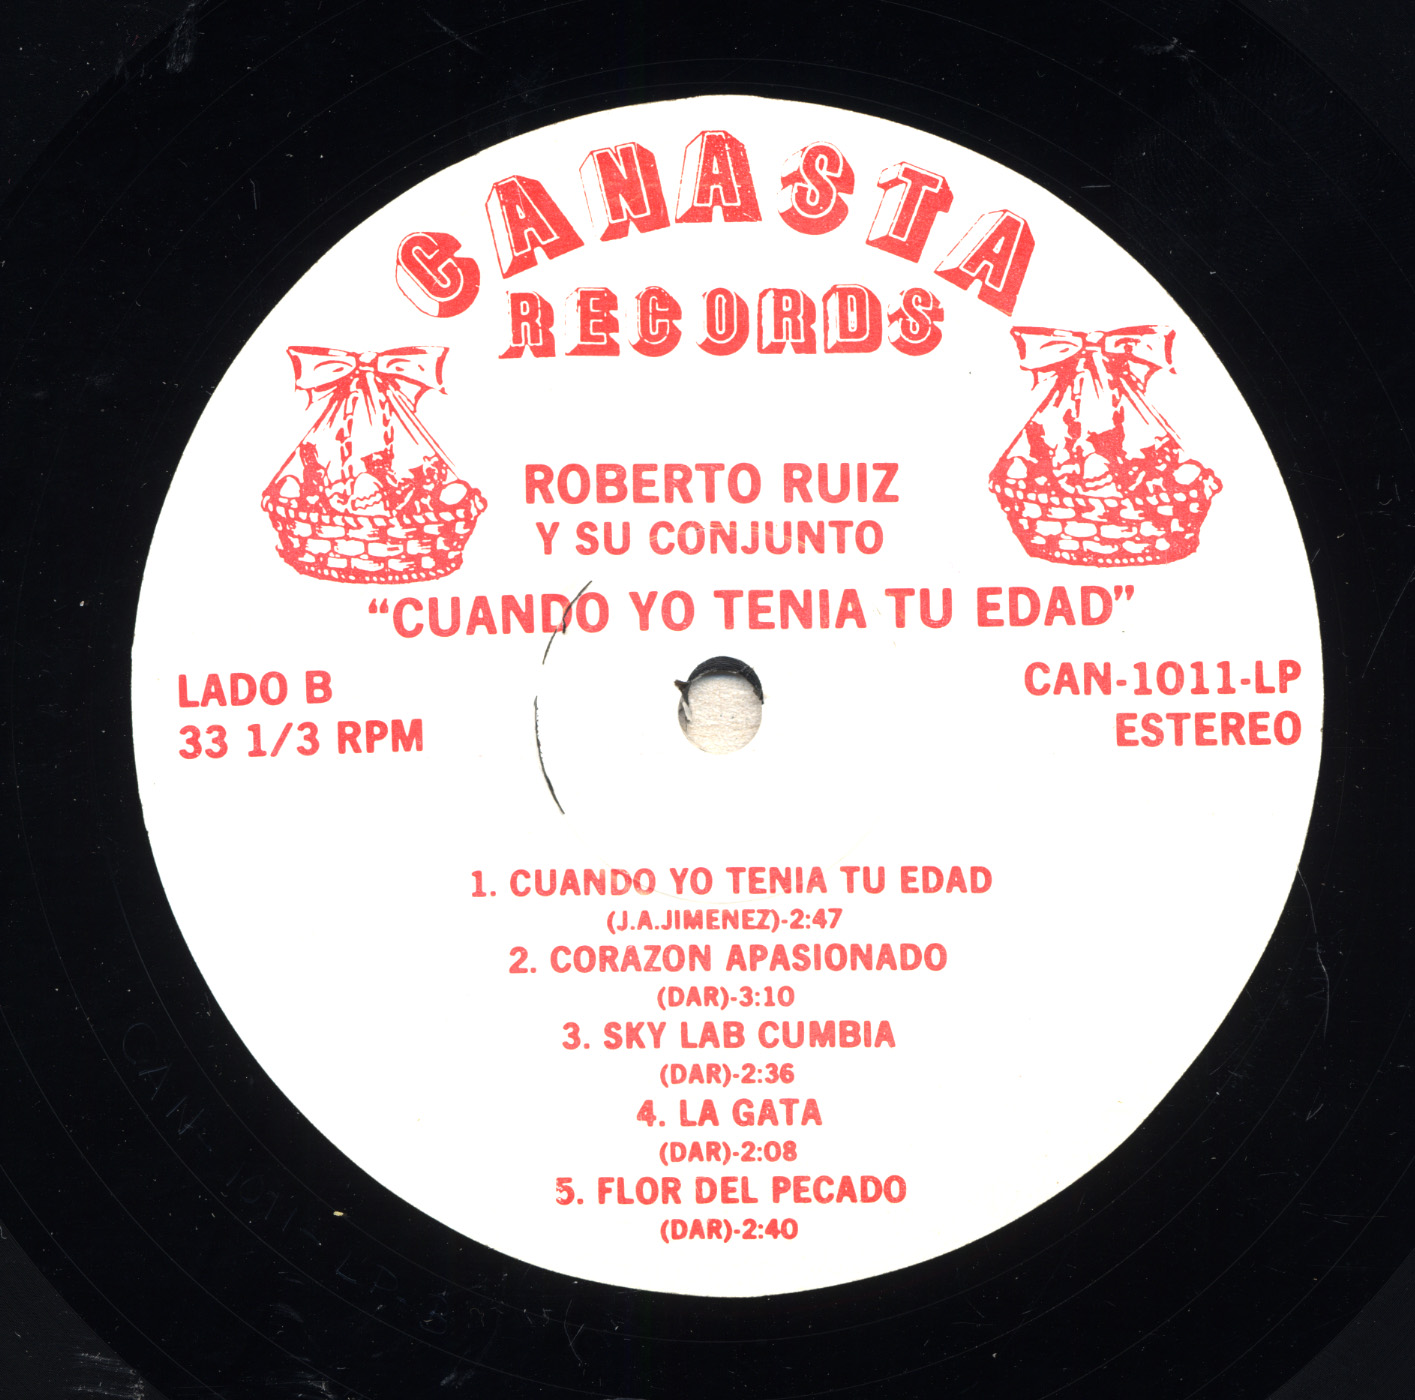 CANASTA
RECORDS
ROBERTO RUIZ
Y SU CONJUNTO
“CUANDO YO TENIA TU EDAD”
LADO B
33 1/3 RPM
CAN-1011-LP
ESTEREO
1. CUANDO YO TENIA TU EDAD
(J.A.JIMENEZ)-2:47
2. CORAZON APASIONADO
(DAR)-3:10
3. SKY LAB CUMBIA
(DAR)-2:36
4. LA GATA
(DAR)-2:08
5. FLOR DEL PECADO
(DAR)-2:40